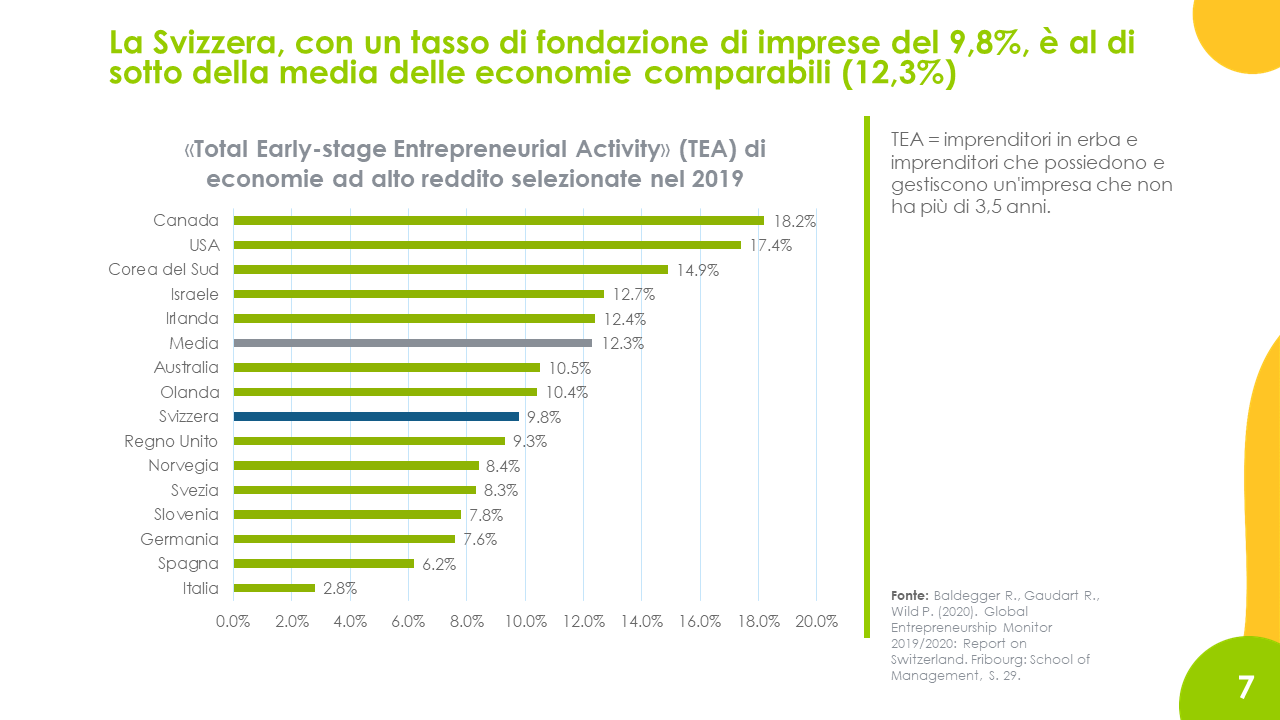 La Svizzera, con un tasso di fondazione di imprese del 9,8%, è al di
sotto della media delle economie comparabili (12,3%)
«Total Early-stage Entrepreneurial Activity» (TEA) di
economie ad alto reddito selezionate nel 2019
Canada 18.2%
USA 17.4%
Corea del Sud 14.9%
Israele 12.7%
Irlanda 12.4%
Media 12.3%
Australia 10.5%
Olanda 10.4%
Svizzera 9.8%
Regno Unito 9.3%
Norvegia 8.4%
Svezia 8.3%
Slovenia 7.8%
Germania 7.6%
Spagna 6.2%
Italia 2.8%
0.0% 2.0% 4.0% 6.0% 8.0% 10.0% 12.0% 14.0% 16.0% 18.0% 20.0%
TEA = imprenditori in erba e
imprenditori che possiedono e
gestiscono un'impresa che non
ha più di 3,5 anni.
Fonte: Baldegger R., Gaudart R.,
Wild P. (2020). Global
Entrepreneurship Monitor
2019/2020: Report on
Switzerland. Fribourg: School of
Management, S. 29.
7